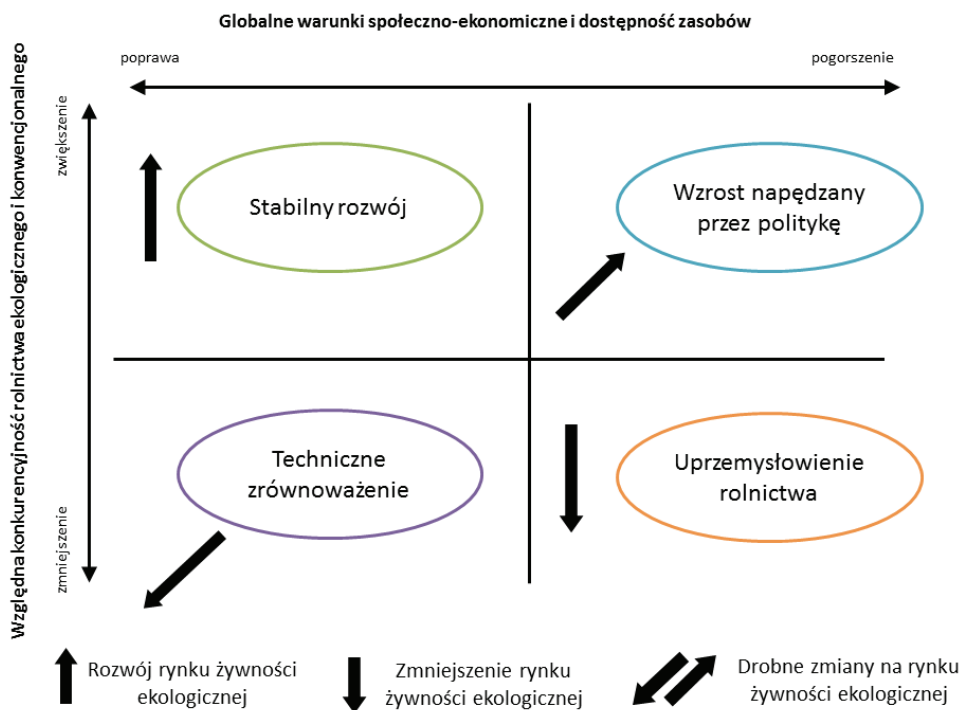 Globalne warunki społeczno-ekonomiczne i dostępność zasobów
poprawa
pogorszenie
Względna konkurencyjność rolnictwa ekologicznego i konwencjonalnego
zwiększenie
zmniejszenie
Stabilny rozwój
Wzrost napędzany
przez politykę
Techniczne
zrównoważenie
Uprzemysłowienie
rolnictwa
Rozwój rynku żywności
ekologicznej
Zmniejszenie rynku
żywności ekologicznej
Drobne zmiany na rynku
żywności ekologicznej